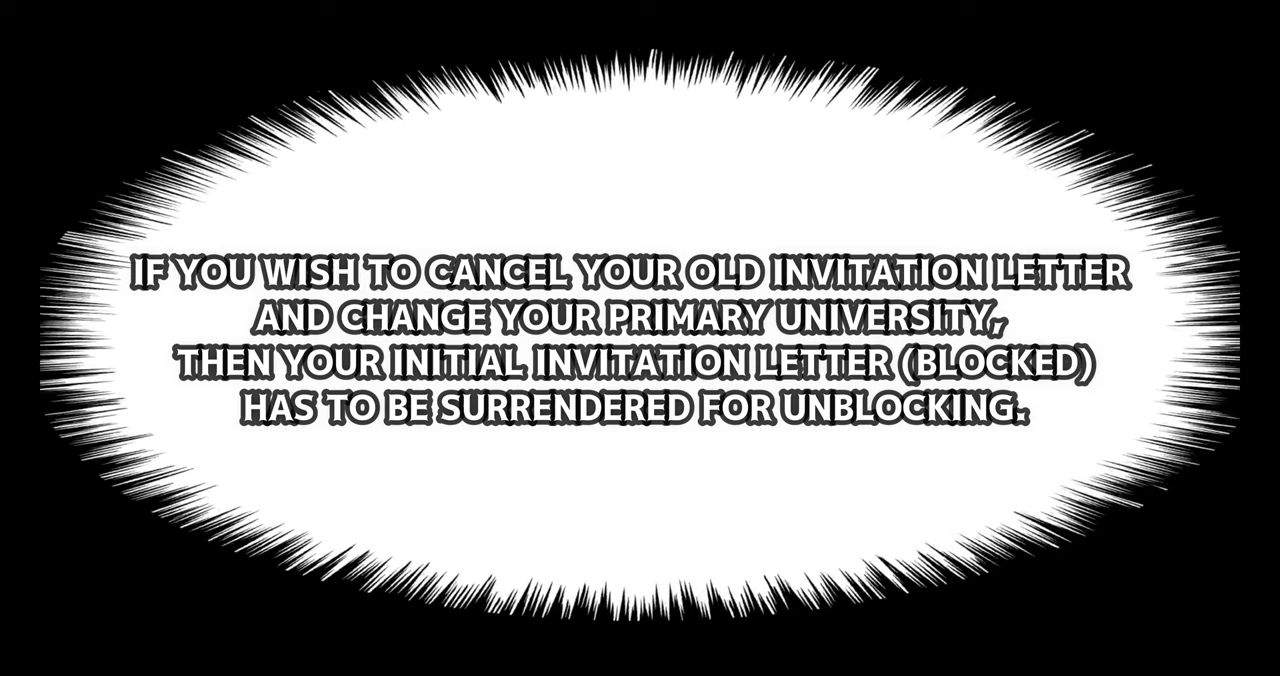 IF YOU WISH TO CANCEL YOUR OLD INVITATION LETTER
AND CHANGE YOUR PRIMARY UNIVERSITY,
THEN YOUR INITIAL INVITATION LETTER (BLOCKED)
HAS TO BE SURRENDERED FOR UNBLOCKING.